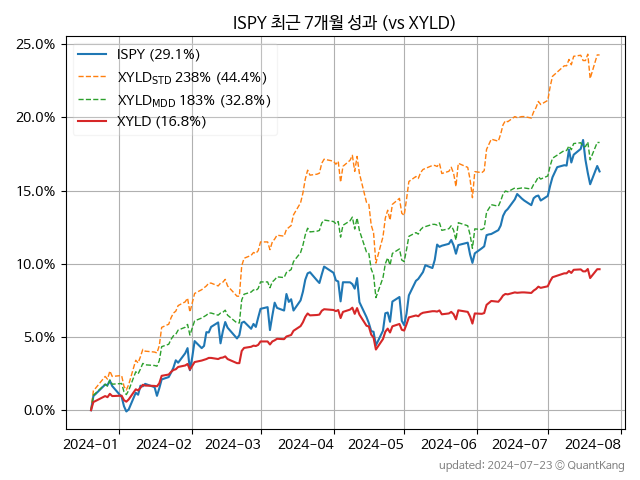 ISPY 최근 7개월 성과 (vs XYLD)
25.0%
20.0%
15.0%
10.0%
5.0%
0.0%
ISPY (29.1%)
XYLDSTD 238% (44.4%)
XYLDMDD 183% (32.8%)
XYLD (16.8%)
2024-01 2024-02 2024-03 2024-04 2024-05 2024-06 2024-07 2024-08
updated: 2024-07-23 © QuantKang